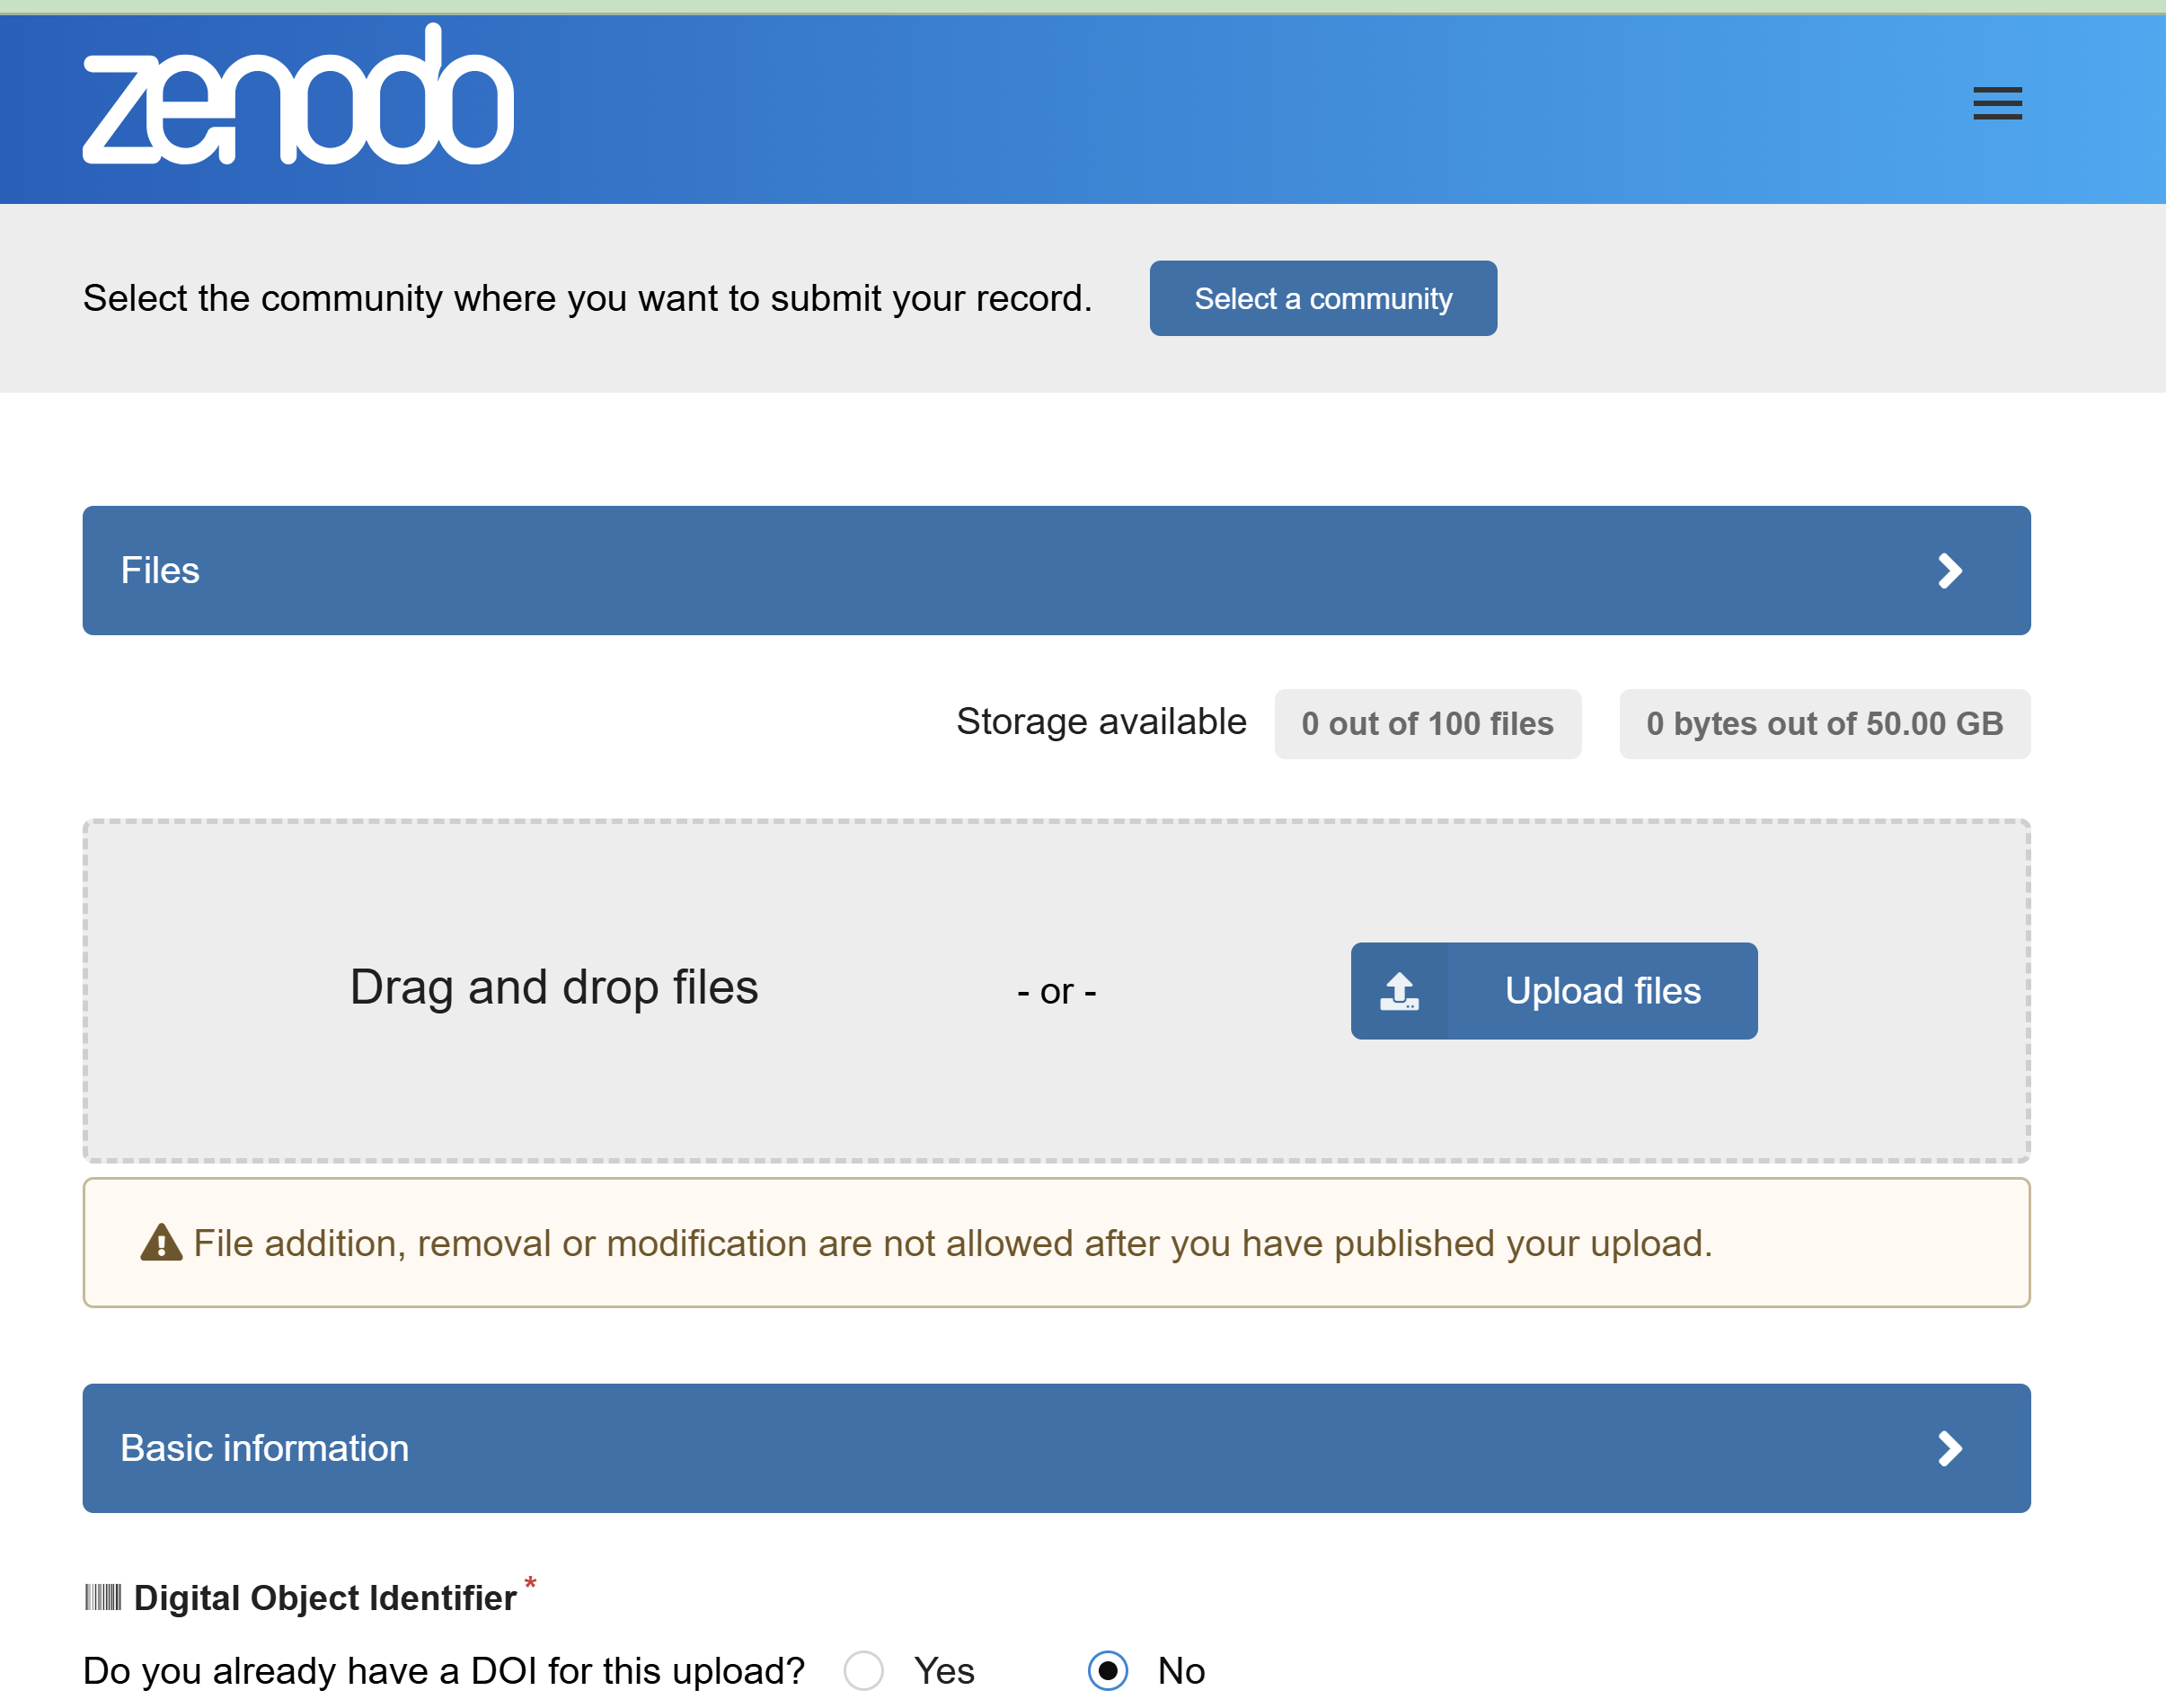 zenodo
Select the community where you want to submit your record.
Select a community
Files
Storage available 0 out of 100 files 0 bytes out of 50.00 GB
Drag and drop files - or - Upload files
File addition, removal or modification are not allowed after you have published your upload.
Basic information
Digital Object Identifier *
Do you already have a DOI for this upload? Yes No